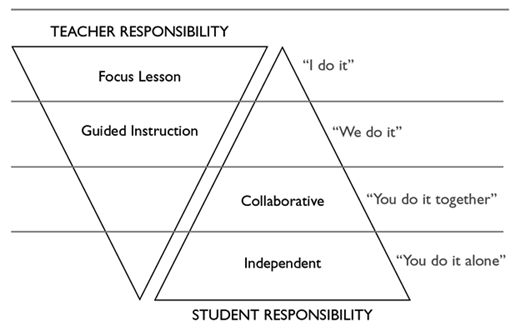 TEACHER RESPONSIBILITY
Focus Lesson
“I do it”
Guided Instruction
“We do it”
Collaborative
“You do it together”
Independent
“You do it alone”
STUDENT RESPONSIBILITY